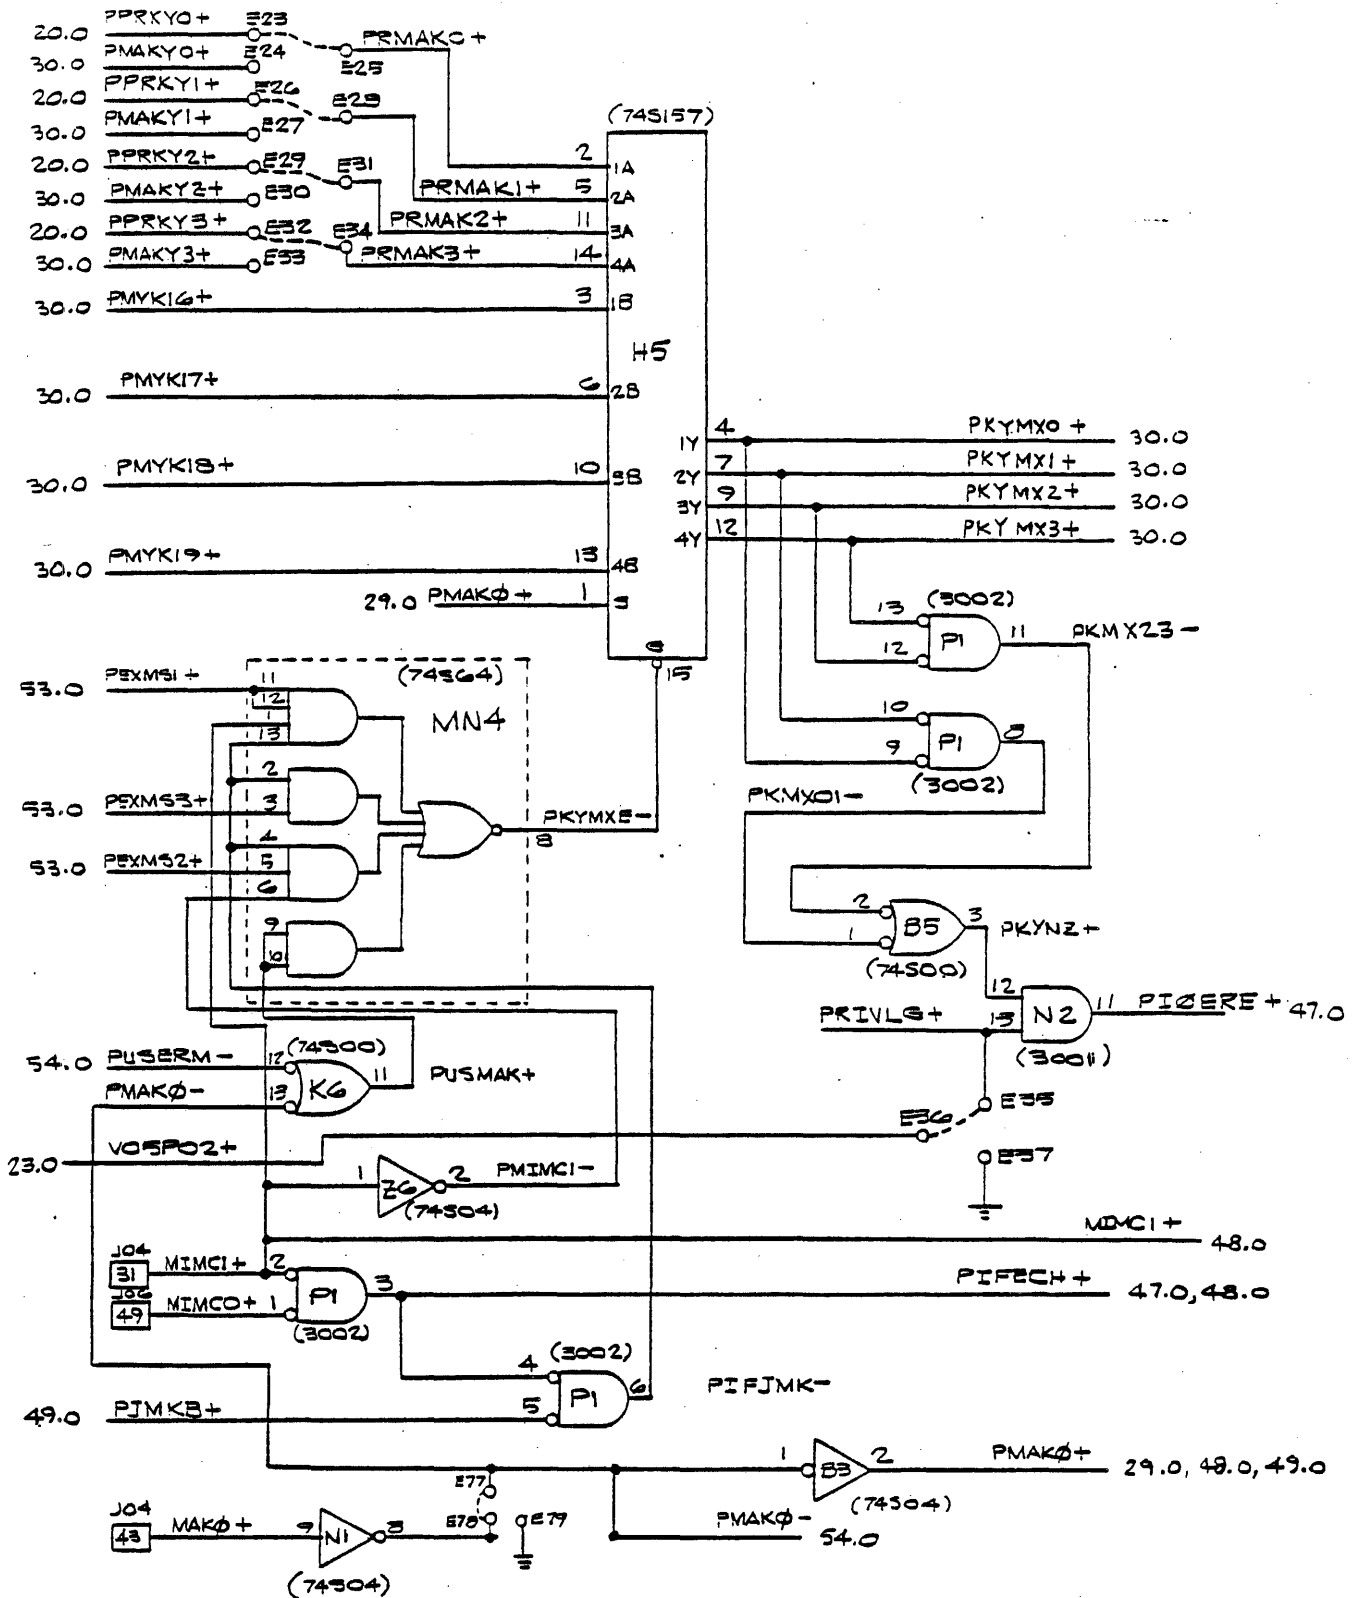 PPRKY0+ E23
20.0
PRMAK0+
PMAKY0+ E24
30.0
E25
PPRKY1+ E26
20.0
E28
PMAKY1+ E27
30.0
(74S157)
PPRKY2+ E29
20.0
E31
2 1A
PMAKY2+ E30
30.0
PRMAK1+ 5 2A
PPRKY3+ E32
20.0
E34
PRMAK2+ 11 3A
PMAKY3+ E33
30.0
PRMAK3+ 14 4A
30.0 PMYK16+ 3 1B
H5
30.0 PMYK17+ 6 2B
1Y 4 PKYMX0+ 30.0
30.0 PMYK18+ 10 3B
2Y 7 PKYMX1+ 30.0
3Y 9 PKYMX2+ 30.0
4Y 12 PKYMX3+ 30.0
30.0 PMYK19+ 13 4B
29.0 PMAKØ+ 1 S
G
15
13 (3002)
P1 11 PKMX23-
12
53.0 PEXMS1+ 11
12
1
13
(74S64)
MN4
10
P1 8
9
(3002)
2
53.0 PEXMS3+ 3
PKMX01-
PKYMXE-
8
4
53.0 PEXMS2+ 5
6
9
10
2
B5 3 PKYNZ+
1
(74S00)
12
PRIVLG+ 13
N2 11 PIØERE+ 47.0
(3001)
(74S00)
54.0 PUSERM- 12
K6 11 PUSMAK+
PMAKØ- 13
E36 E35
23.0 VO5PO2+
E37
1 Z6 2 PMIMC1-
(74S04)
MIMC1+ 48.0
J04
31 MIMC1+ 2
P1 3
PIFECH+ 47.0, 48.0
J06
49 MIMC0+ 1
(3002)
4 (3002)
P1 6 PIFJMK-
5
49.0 PJMKB+
1 B3 2 PMAKØ+ 29.0, 48.0, 49.0
(74S04)
E77
E78 E79
PMAKØ- 54.0
J04
43 MAKØ+ 9 N1 8
(74S04)